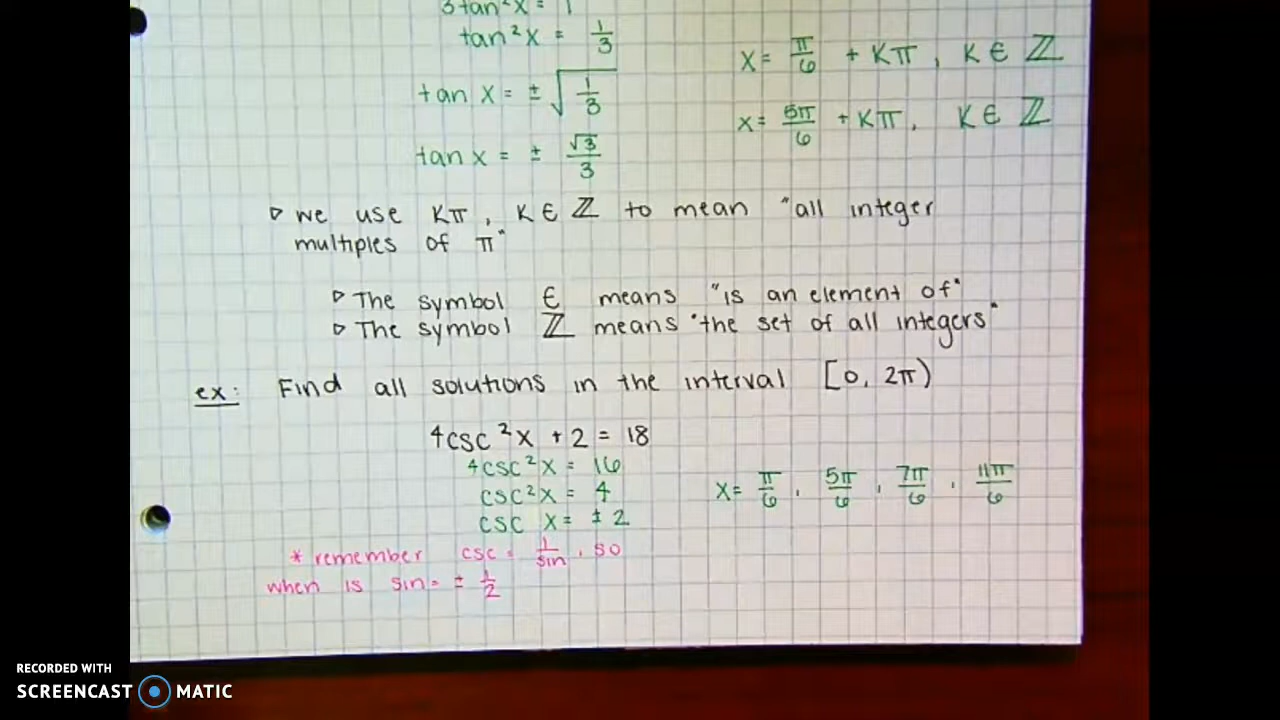 3tan²x = 1
tan²x = 1/3
tan x = ± √(1/3)
tan x = ± √3/3
x = π/6 + Kπ, K ∈ ℤ
x = 5π/6 + Kπ, K ∈ ℤ
▷ we use Kπ, K ∈ ℤ to mean "all integer
multiples of π"
▷ The symbol ∈ means "is an element of"
▷ The symbol ℤ means "the set of all integers"
ex: Find all solutions in the interval [0, 2π)
4csc²x + 2 = 18
4csc²x = 16
csc²x = 4
csc x = ±2
x = π/6, 5π/6, 7π/6, 11π/6
* remember csc = 1/sin, so
when is sin = ± 1/2
RECORDED WITH
SCREENCAST MATIC